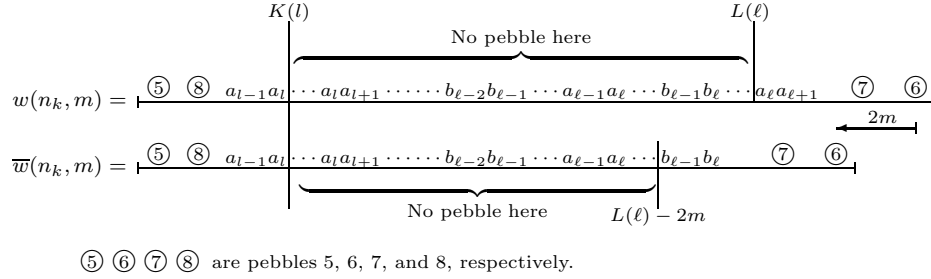 K(l) L(ℓ)
No pebble here
w(n_k, m) = ⑤ ⑧ a_{l−1}a_l ⋯ a_l a_{l+1} ⋯⋯ b_{ℓ−2}b_{ℓ−1} ⋯ a_{ℓ−1}a_ℓ ⋯ b_{ℓ−1}b_ℓ ⋯ a_ℓ a_{ℓ+1} ⑦ ⑥
2m
w̅(n_k, m) = ⑤ ⑧ a_{l−1}a_l ⋯ a_l a_{l+1} ⋯⋯ b_{ℓ−2}b_{ℓ−1} ⋯ a_{ℓ−1}a_ℓ ⋯ b_{ℓ−1}b_ℓ ⑦ ⑥
No pebble here L(ℓ) − 2m
⑤ ⑥ ⑦ ⑧ are pebbles 5, 6, 7, and 8, respectively.